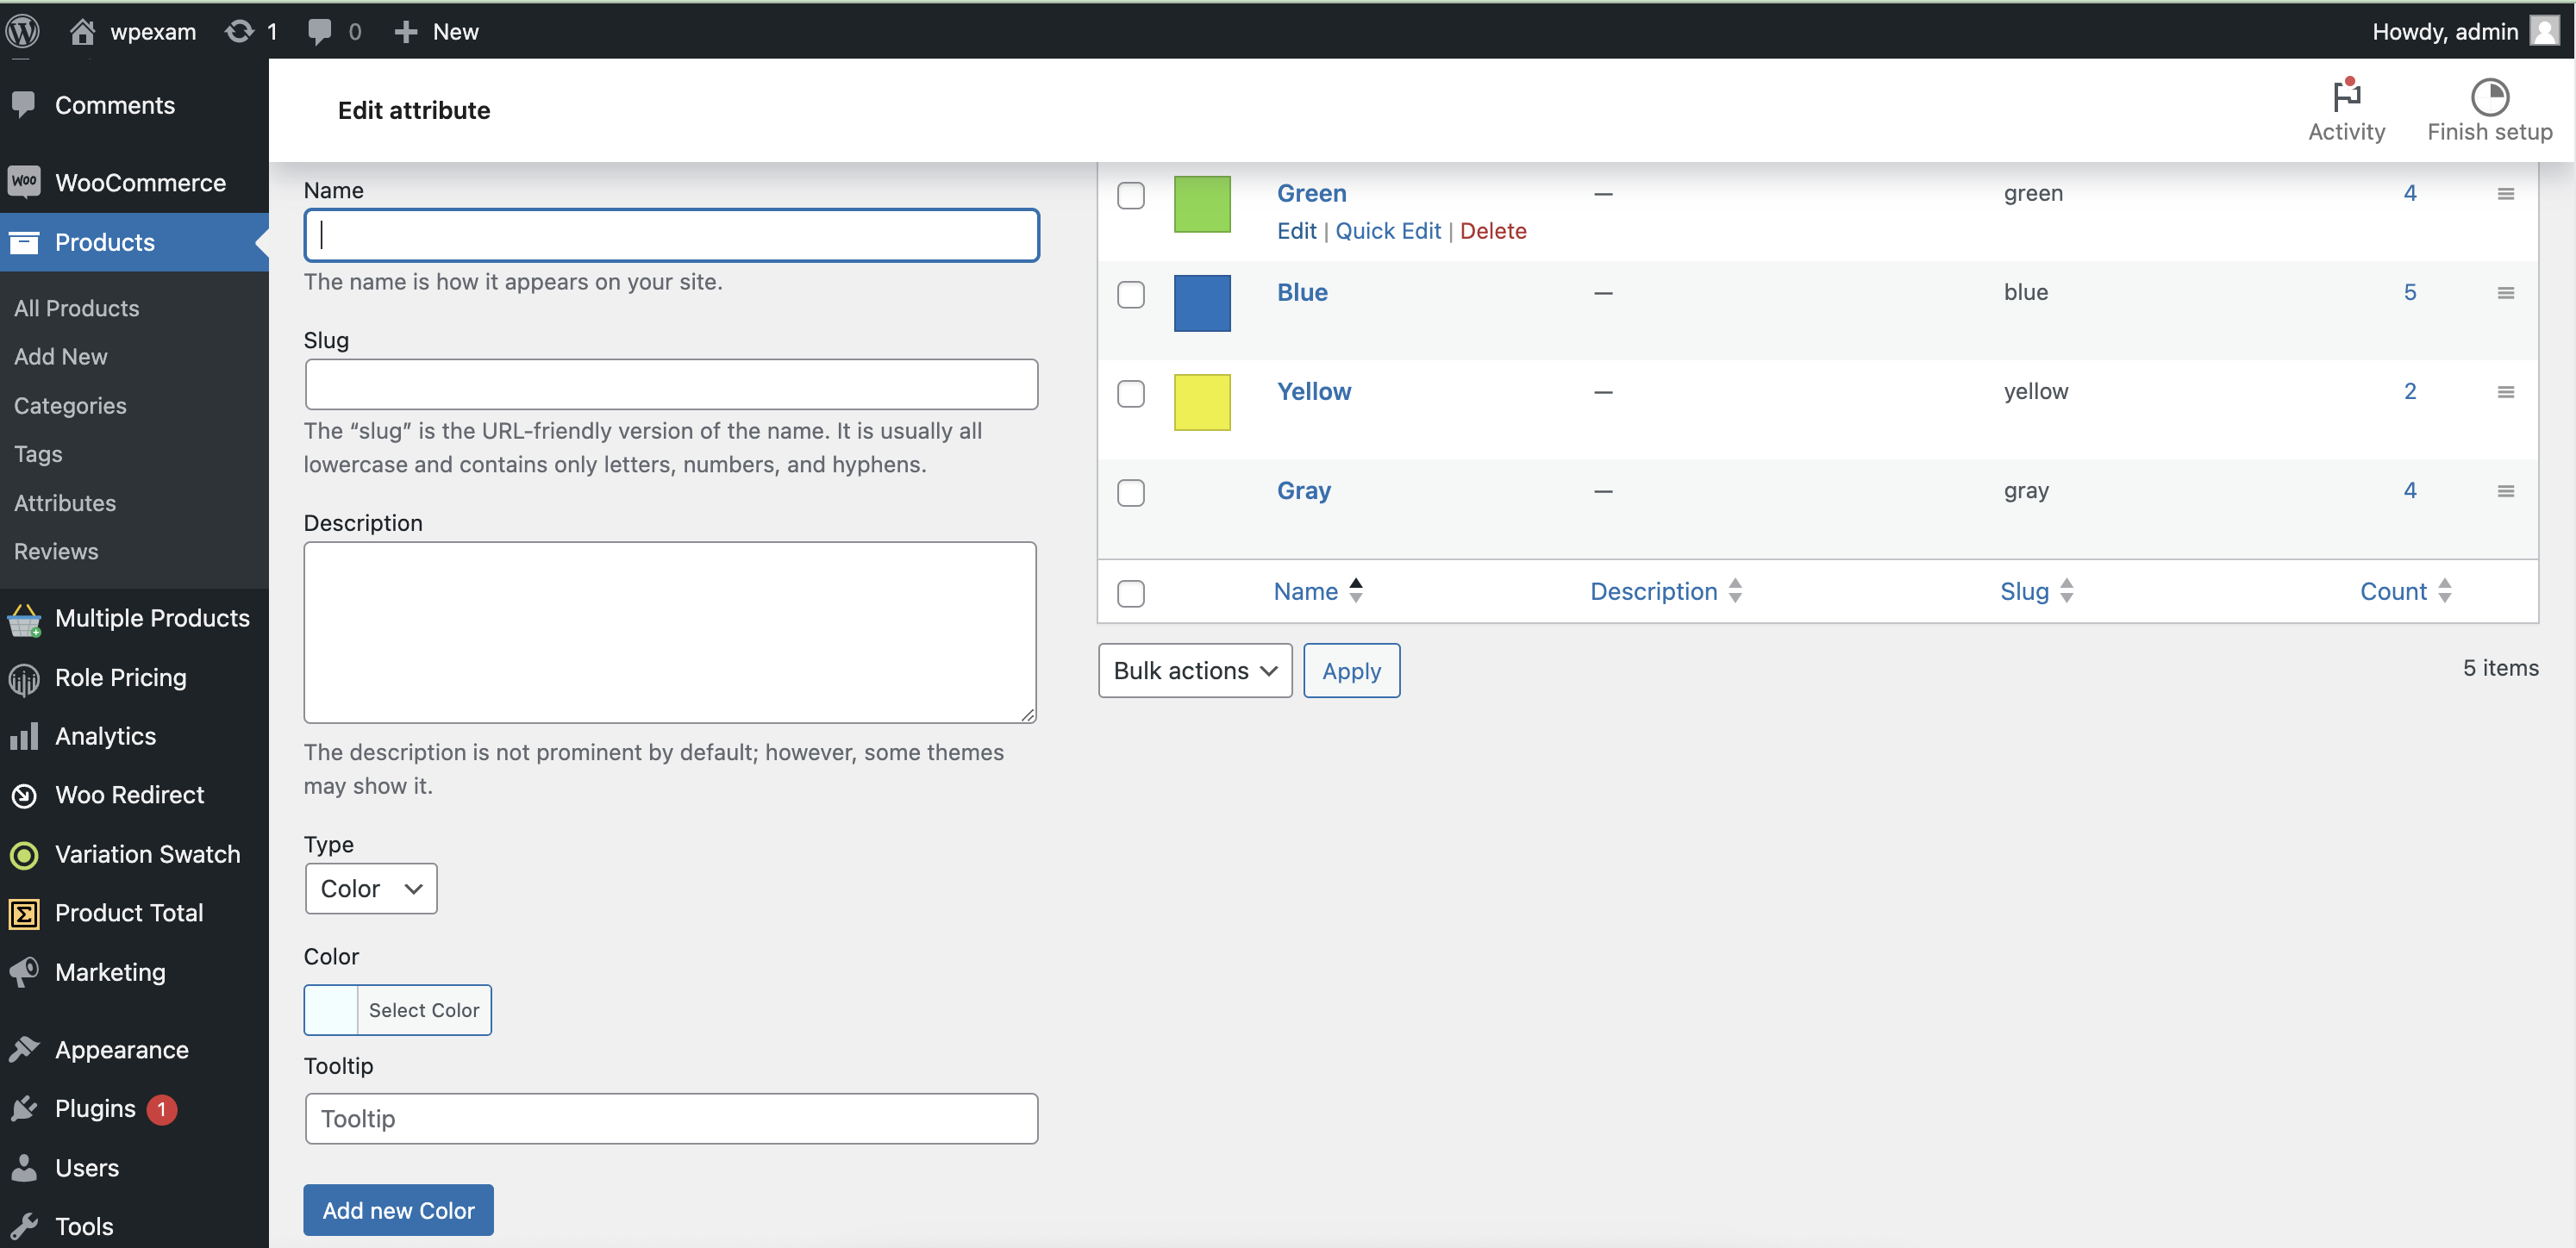 wpexam 1 0 New Howdy, admin
Comments
WooCommerce
Products
All Products
Add New
Categories
Tags
Attributes
Reviews
Multiple Products
Role Pricing
Analytics
Woo Redirect
Variation Swatch
Product Total
Marketing
Appearance
Plugins 1
Users
Tools
Edit attribute
Activity
Finish setup
Name
The name is how it appears on your site.
Slug
The “slug” is the URL-friendly version of the name. It is usually all
lowercase and contains only letters, numbers, and hyphens.
Description
The description is not prominent by default; however, some themes
may show it.
Type
Color
Color
Select Color
Tooltip
Tooltip
Add new Color
Green — green 4
Edit | Quick Edit | Delete
Blue — blue 5
Yellow — yellow 2
Gray — gray 4
Name Description Slug Count
Bulk actions Apply
5 items